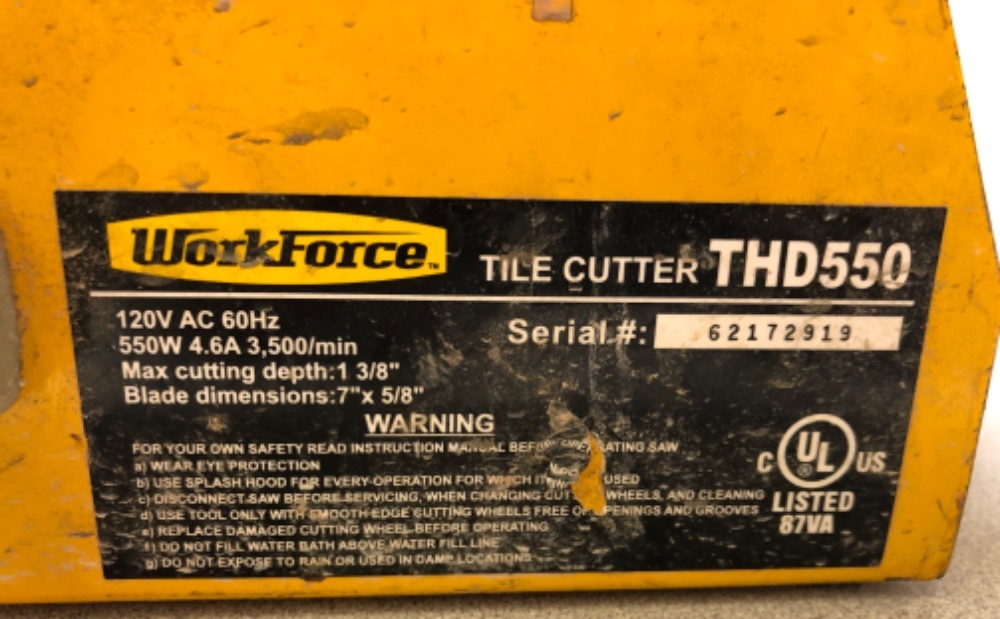 WorkForce™ TILE CUTTER THD550
120V AC 60Hz
550W 4.6A 3,500/min
Max cutting depth:1 3/8"
Blade dimensions:7"x 5/8"
Serial #: 62172919
WARNING
FOR YOUR OWN SAFETY READ INSTRUCTION MANUAL SAW
a) WEAR EYE PROTECTION
b) USE SPLASH HOOD FOR EVERY OPERATION FOR WHICH USED
c) DISCONNECT SAW BEFORE SERVICING, WHEN CHANGING WHEELS, AND CLEANING
d) USE TOOL ONLY WITH SMOOTH EDGE CUTTING WHEELS FREE AND GROOVES
e) REPLACE DAMAGED CUTTING WHEEL BEFORE OPERATING
f) DO NOT FILL WATER BATH ABOVE WATER FILL LINE
g) DO NOT EXPOSE TO RAIN OR USED IN DAMP LOCATIONS
C UL® US
LISTED
87VA